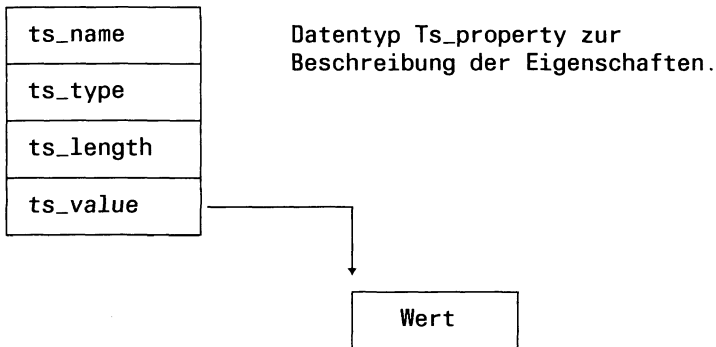 ts_name
Datentyp Ts_property zur
Beschreibung der Eigenschaften.
ts_type
ts_length
ts_value
Wert